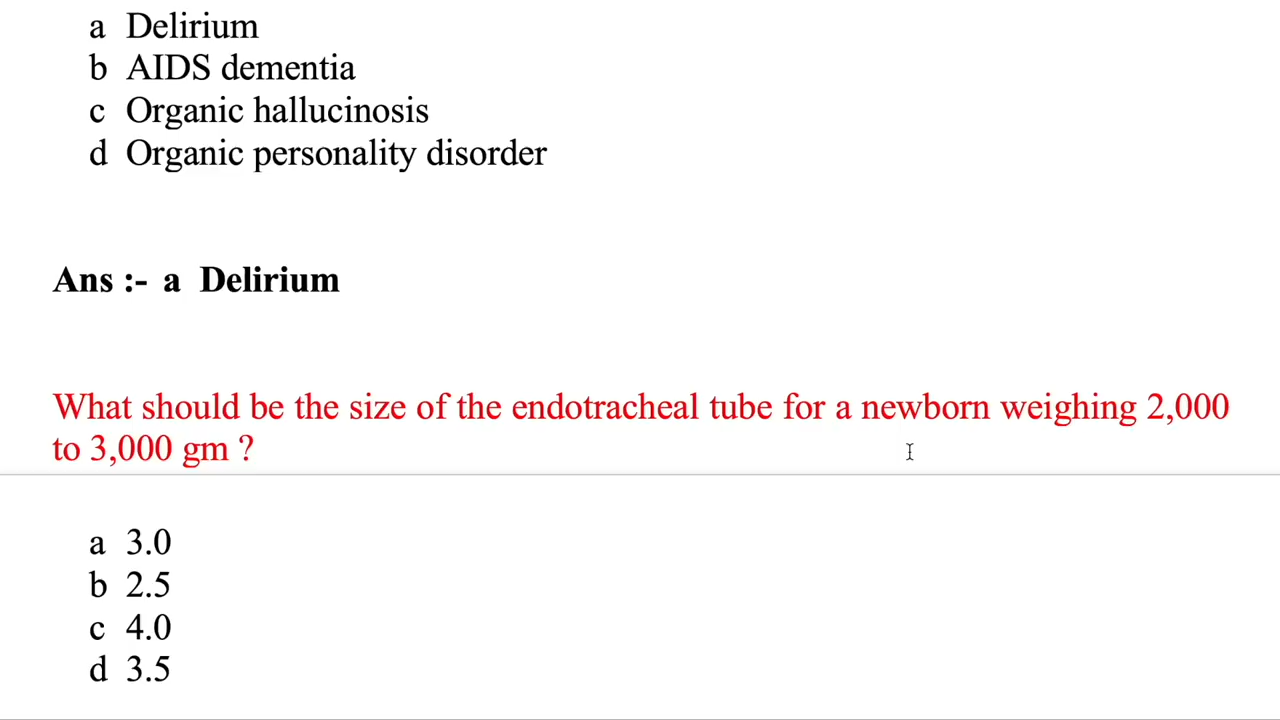 a Delirium
b AIDS dementia
c Organic hallucinosis
d Organic personality disorder
Ans :- a Delirium
What should be the size of the endotracheal tube for a newborn weighing 2,000
to 3,000 gm ?
a 3.0
b 2.5
c 4.0
d 3.5